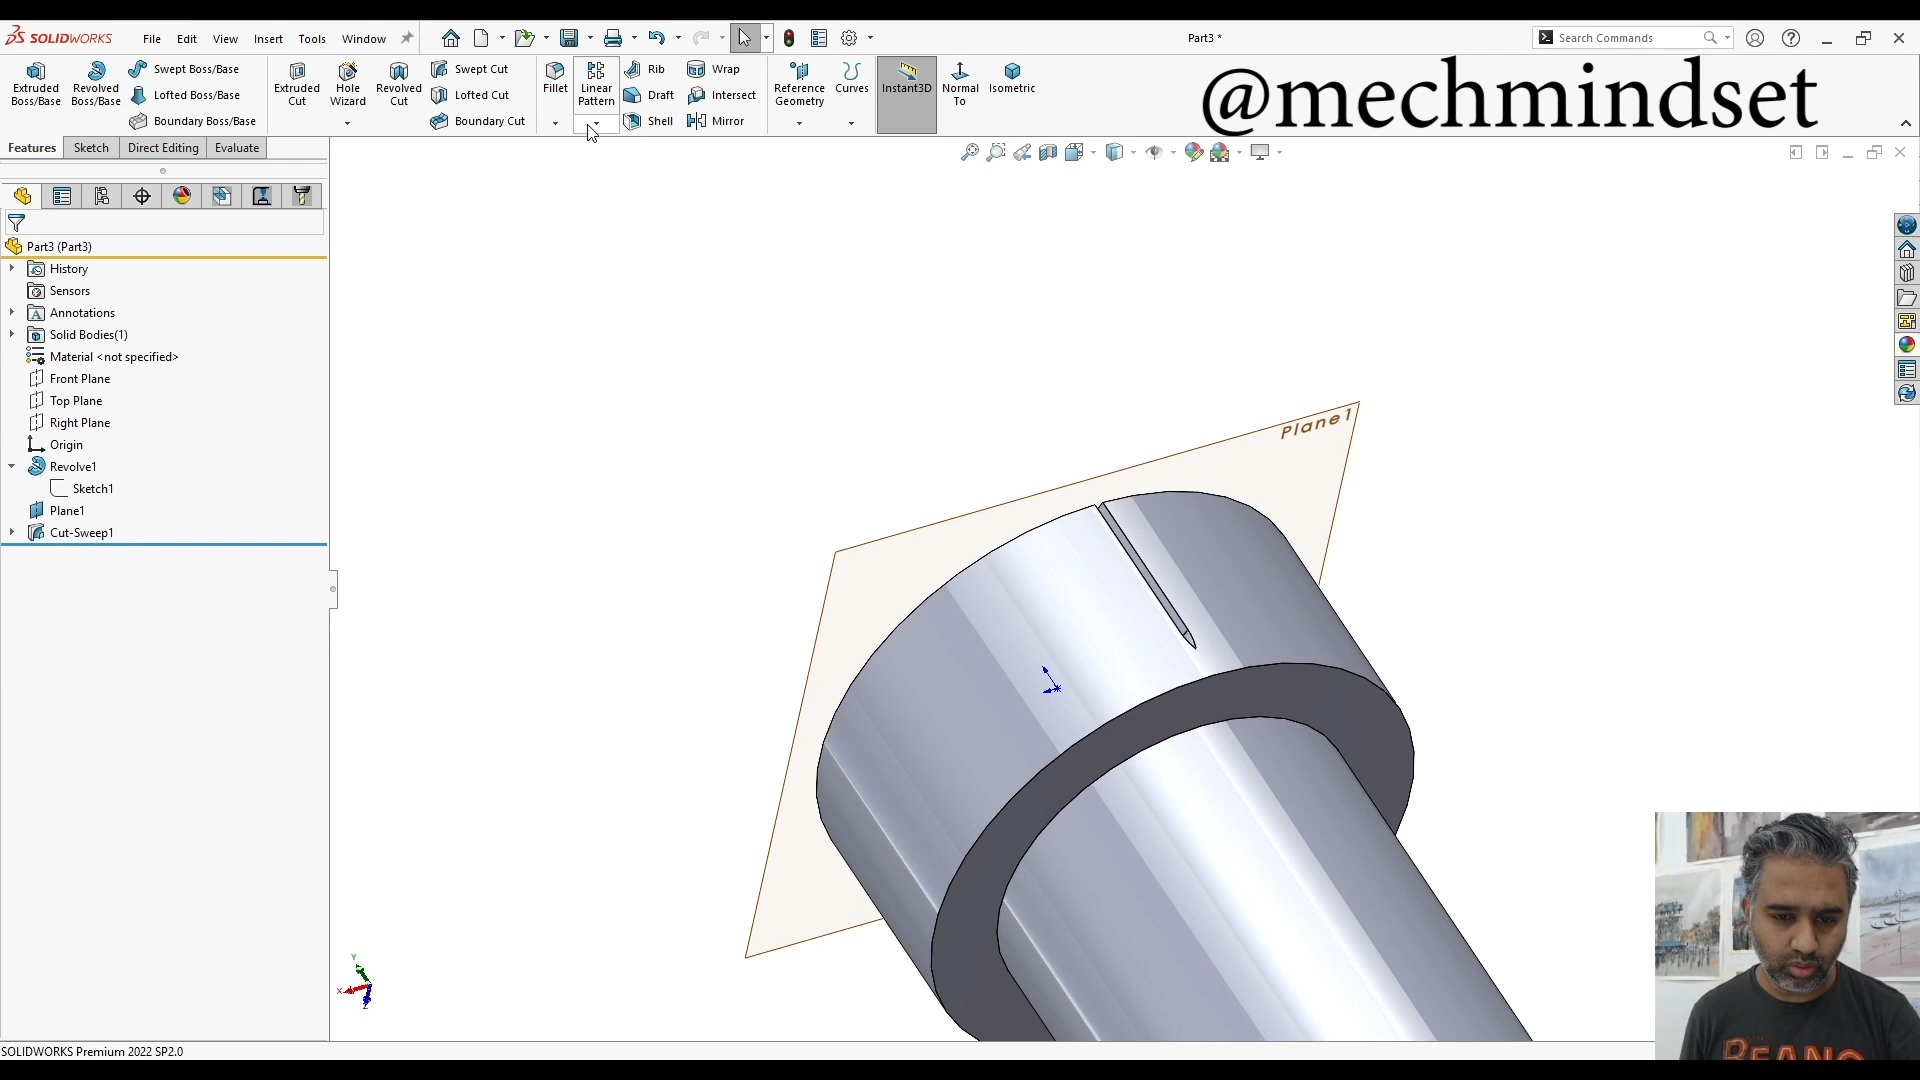 SOLIDWORKS
File Edit View Insert Tools Window
Part3 *
Search Commands
Extruded Boss/Base
Revolved Boss/Base
Swept Boss/Base
Lofted Boss/Base
Boundary Boss/Base
Extruded Cut
Hole Wizard
Revolved Cut
Swept Cut
Lofted Cut
Boundary Cut
Fillet
Linear Pattern
Rib
Draft
Shell
Wrap
Intersect
Mirror
Reference Geometry
Curves
Instant3D
Normal To
Isometric
@mechmindset
Features Sketch Direct Editing Evaluate
Part3 (Part3)
History
Sensors
A Annotations
Solid Bodies(1)
Material <not specified>
Front Plane
Top Plane
Right Plane
Origin
Revolve1
Sketch1
Plane1
Cut-Sweep1
Plane1
Y
X
Z
SOLIDWORKS Premium 2022 SP2.0